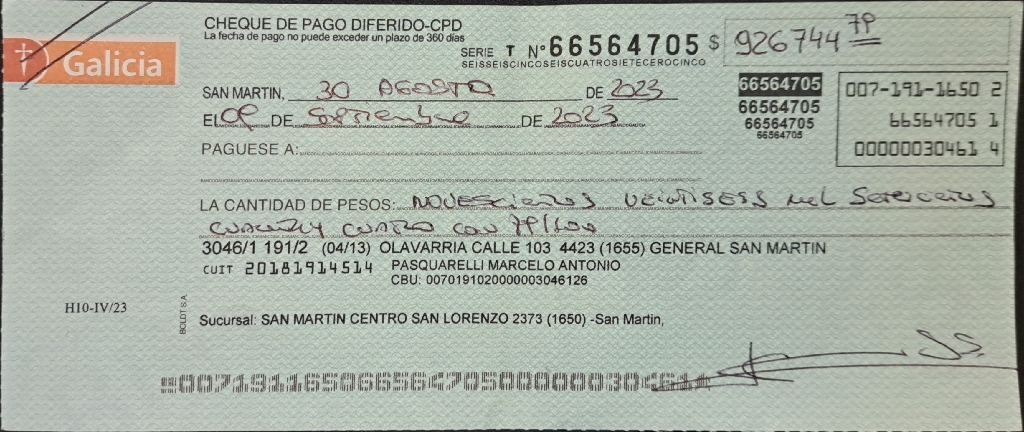 Galicia
CHEQUE DE PAGO DIFERIDO-CPD
La fecha de pago no puede exceder un plazo de 360 días
SERIE T Nº 66564705 $ 926744 79
SEISSEISCINCOSEISCUATROSIETECEROCINCO
SAN MARTIN, 30 AGOSTO DE 2023
EL 09 DE Septiembre DE 2023
66564705
66564705
66564705
66564705
007-191-1650 2
66564705 1
00000030461 4
PAGUESE A:
LA CANTIDAD DE PESOS: Novescientos veintiseis mil Setecientos
cuarenta y cuatro con 79/100
3046/1 191/2 (04/13) OLAVARRIA CALLE 103 4423 (1655) GENERAL SAN MARTIN
CUIT 20181914514 PASQUARELLI MARCELO ANTONIO
CBU: 0070191020000003046126
H10-IV/23
BOLDT S/A
Sucursal: SAN MARTIN CENTRO SAN LORENZO 2373 (1650) -San Martin,